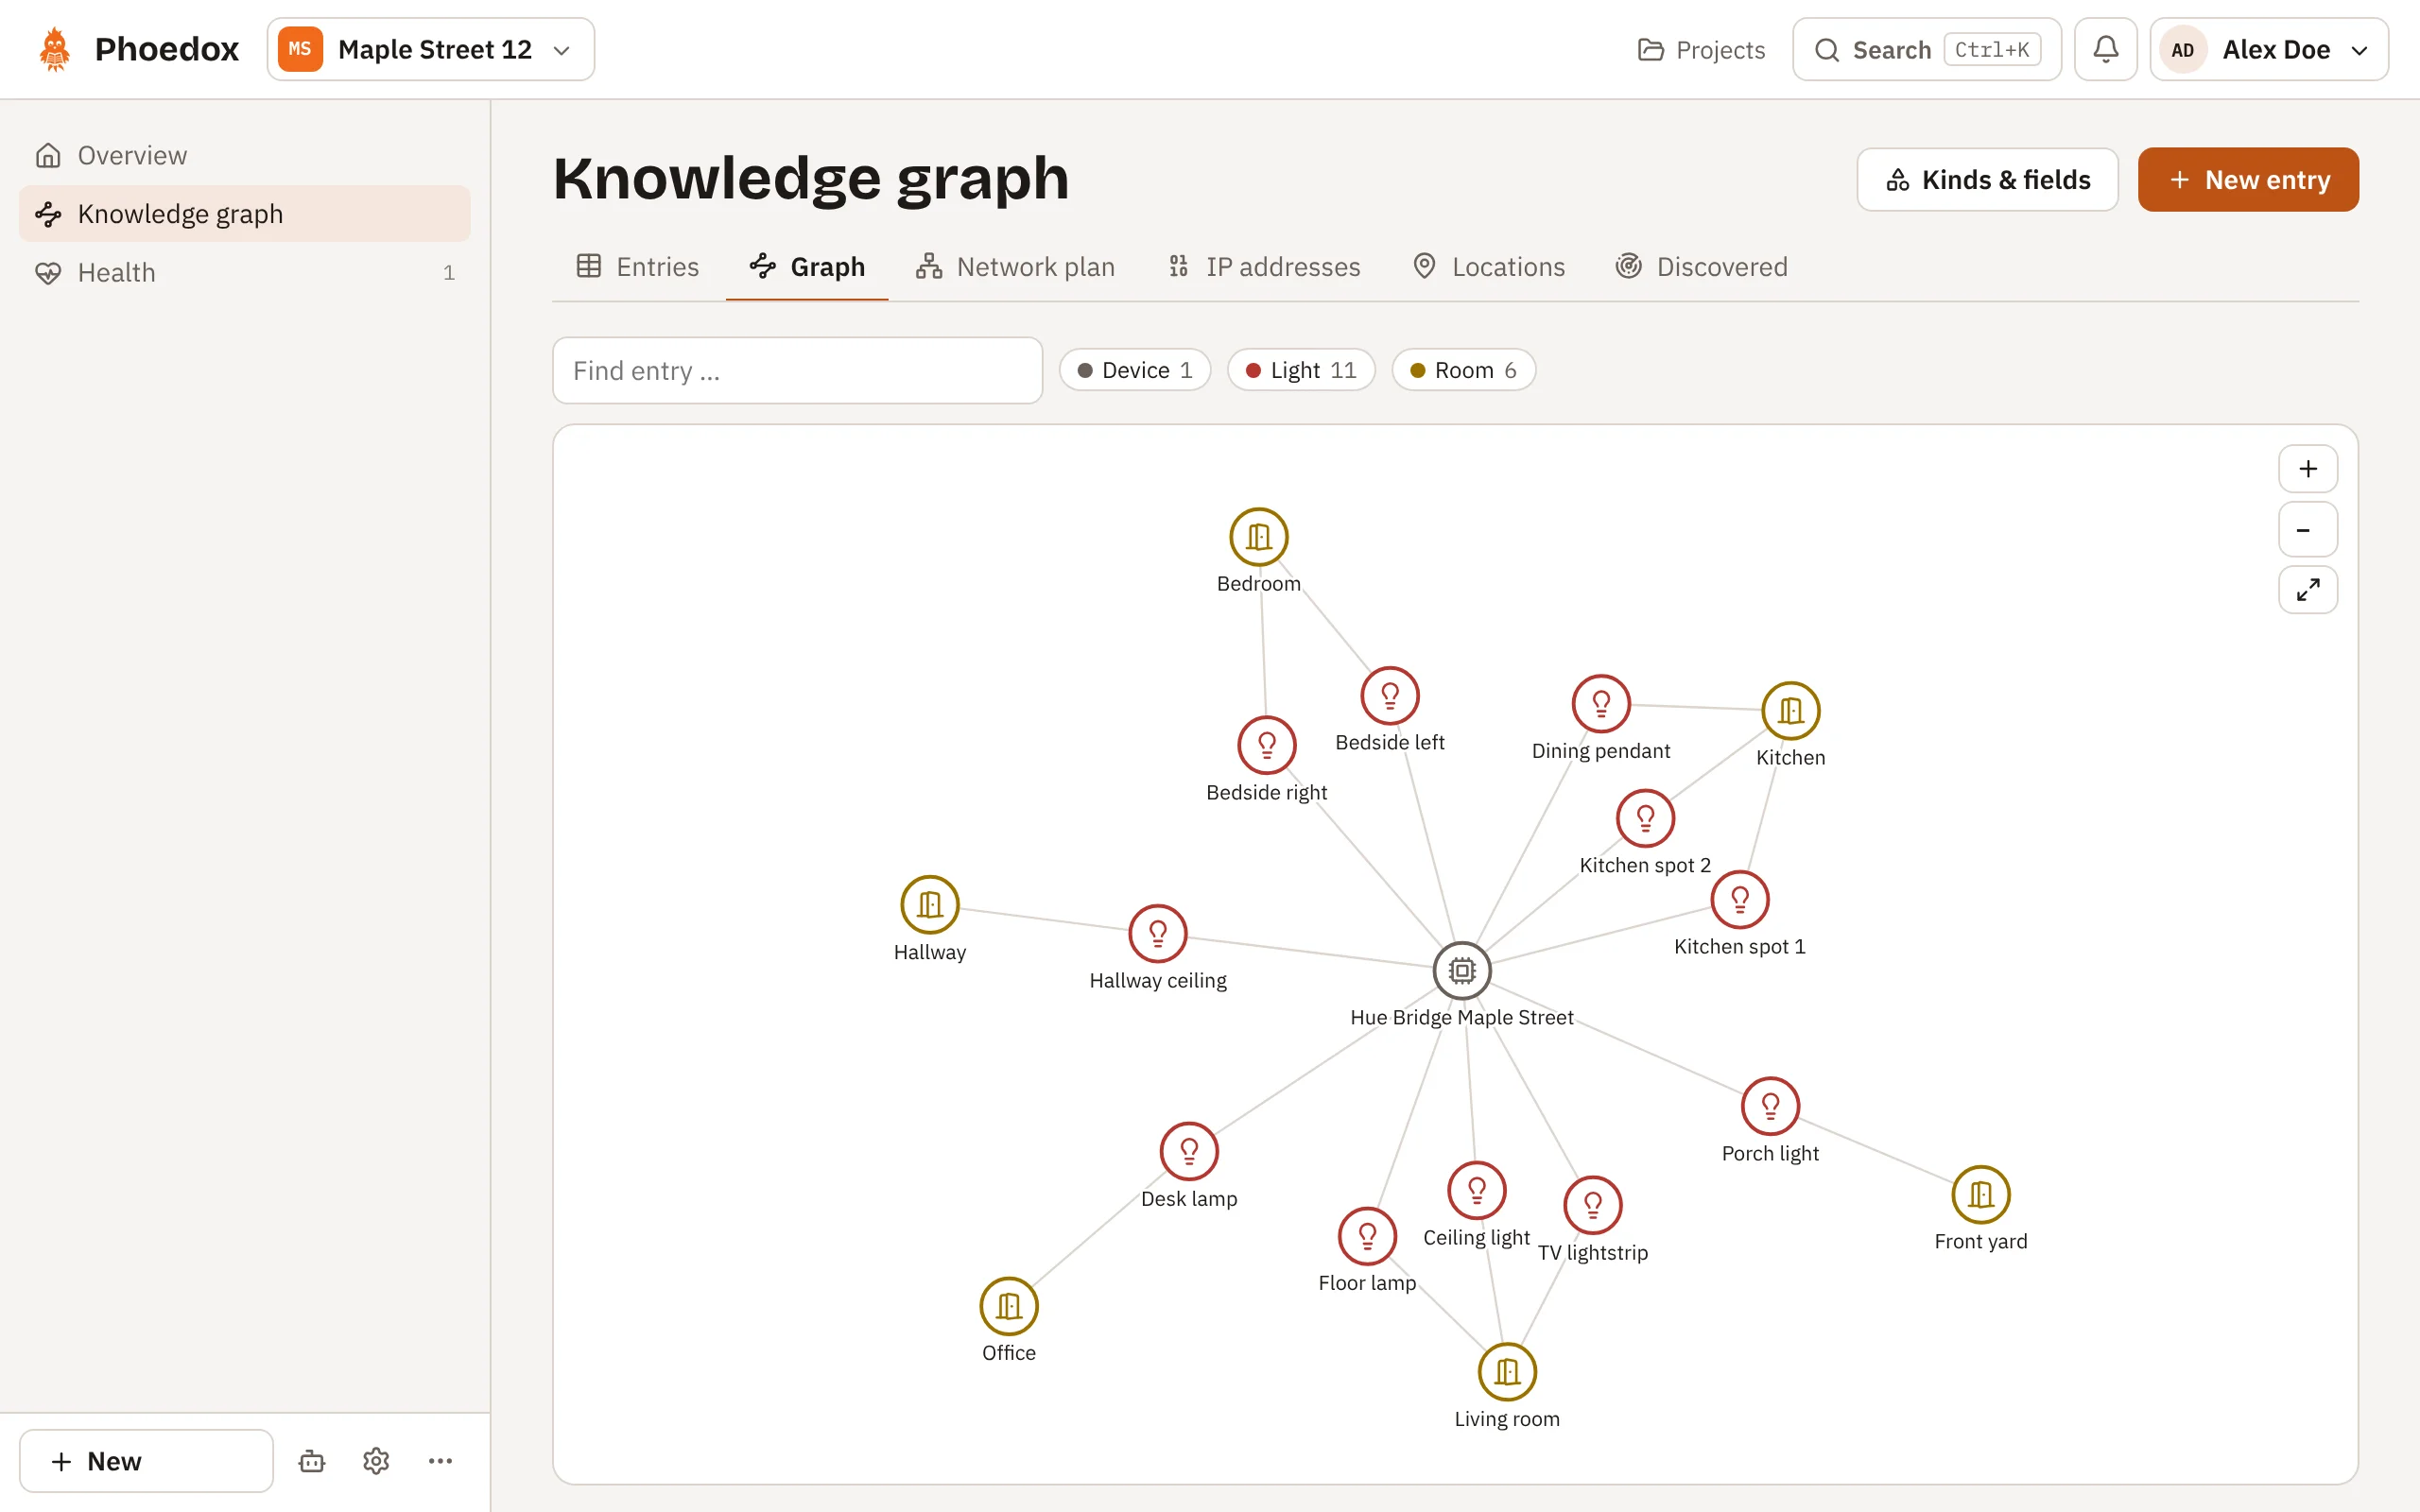 Phoedox
MS Maple Street 12
Projects
Search Ctrl+K
AD Alex Doe
Overview
Knowledge graph
Health 1
Knowledge graph
Kinds & fields
+ New entry
Entries
Graph
Network plan
IP addresses
Locations
Discovered
Find entry ...
Device 1
Light 11
Room 6
+
−
Bedroom
Bedside left
Dining pendant
Kitchen
Bedside right
Kitchen spot 2
Hallway
Kitchen spot 1
Hallway ceiling
Hue Bridge Maple Street
Porch light
Desk lamp
Ceiling light
Front yard
TV lightstrip
Floor lamp
Office
Living room
+ New